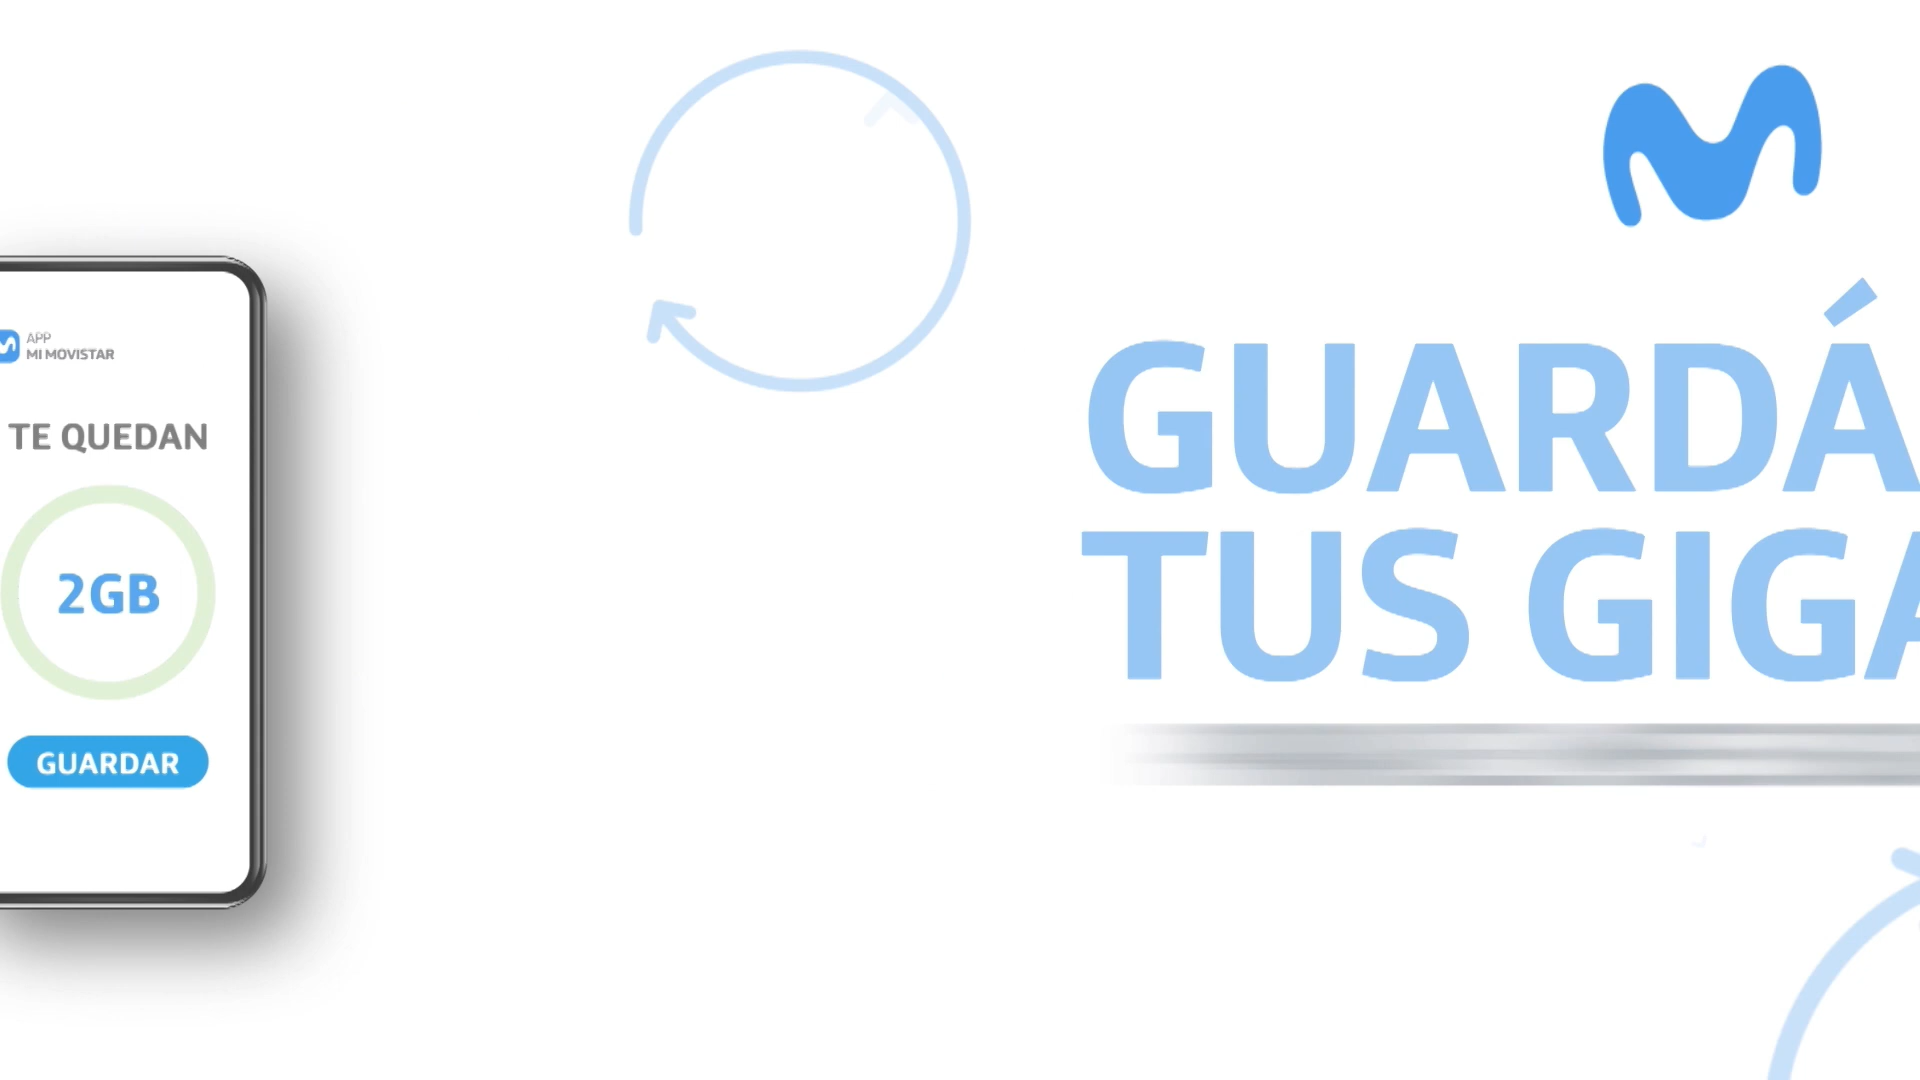 APP
MI MOVISTAR
TE QUEDAN
2GB
GUARDAR
GUARDÁ
TUS GIGA